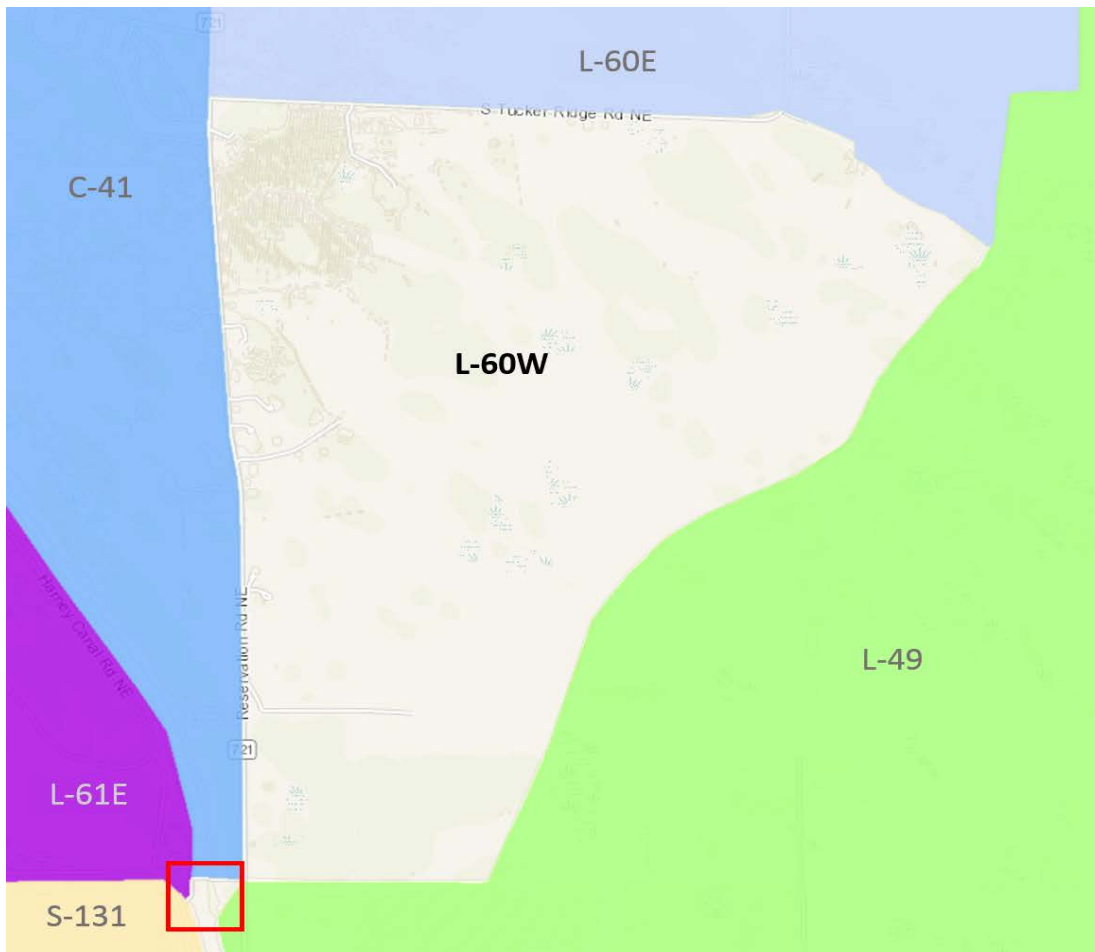 721
L-60E
S Tucker Ridge Rd NE
C-41
L-60W
Harney Canal Rd NE
Reservation Rd NE
L-49
721
L-61E
S-131